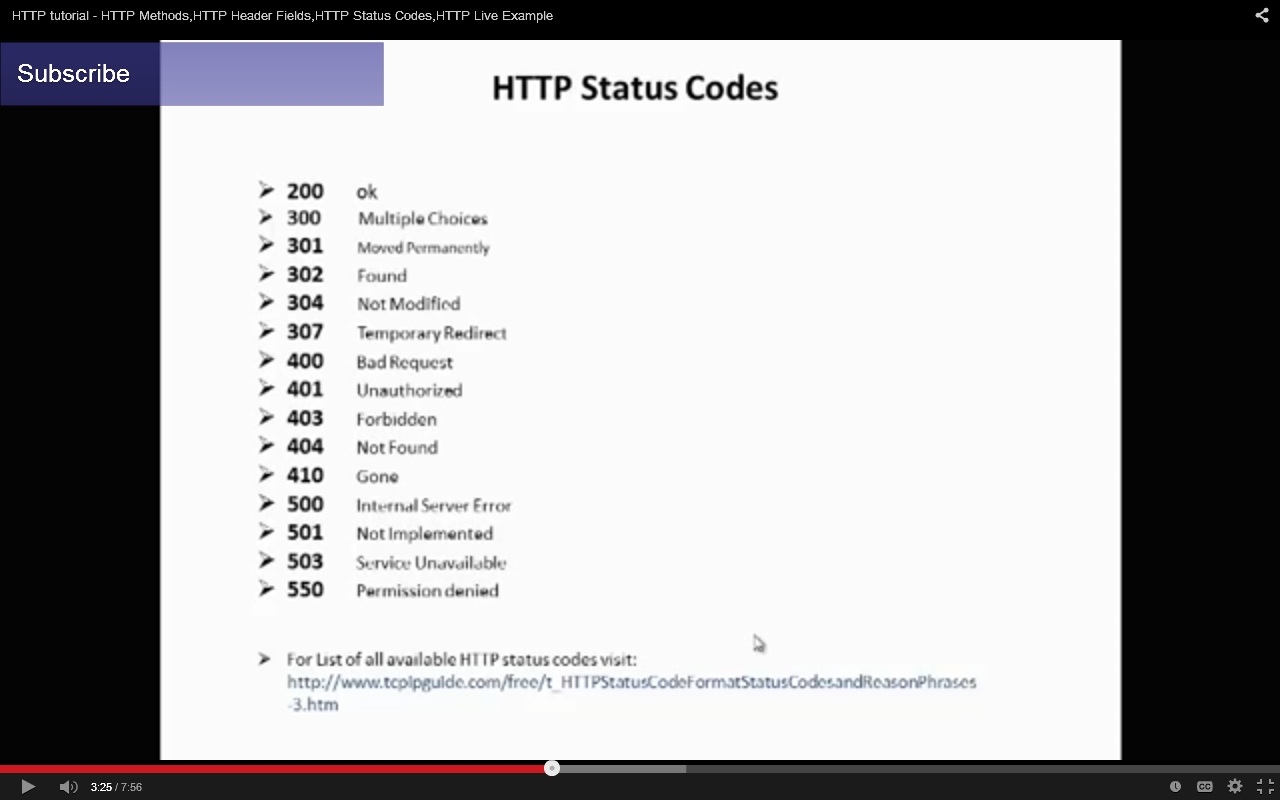 HTTP tutorial - HTTP Methods,HTTP Header Fields,HTTP Status Codes,HTTP Live Example
Subscribe
HTTP Status Codes
➢ 200 ok
➢ 300 Multiple Choices
➢ 301 Moved Permanently
➢ 302 Found
➢ 304 Not Modified
➢ 307 Temporary Redirect
➢ 400 Bad Request
➢ 401 Unauthorized
➢ 403 Forbidden
➢ 404 Not Found
➢ 410 Gone
➢ 500 Internal Server Error
➢ 501 Not Implemented
➢ 503 Service Unavailable
➢ 550 Permission denied
➢ For List of all available HTTP status codes visit:
http://www.tcpipguide.com/free/t_HTTPStatusCodeFormatStatusCodesandReasonPhrases
-3.htm
3:25 / 7:56
CC